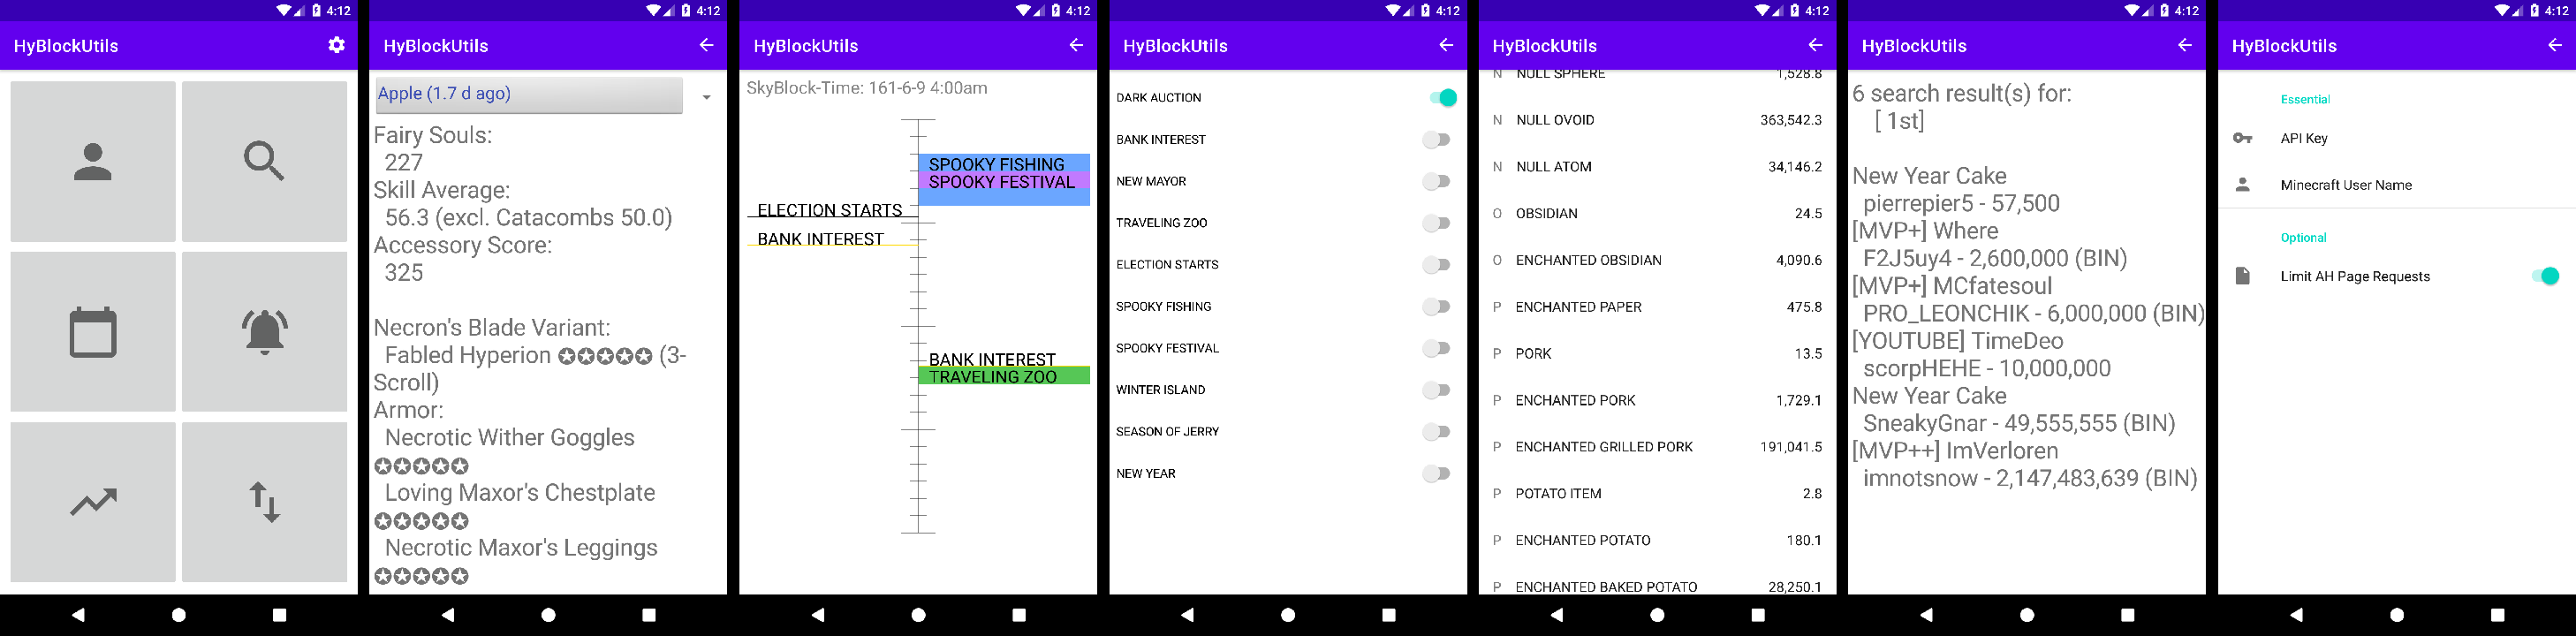 4:12
HyBlockUtils
4:12
HyBlockUtils
Apple (1.7 d ago)
Fairy Souls:
227
Skill Average:
56.3 (excl. Catacombs 50.0)
Accessory Score:
325
Necron's Blade Variant:
Fabled Hyperion ✪✪✪✪✪ (3-
Scroll)
Armor:
Necrotic Wither Goggles
✪✪✪✪✪
Loving Maxor's Chestplate
✪✪✪✪✪
Necrotic Maxor's Leggings
✪✪✪✪✪
4:12
HyBlockUtils
SkyBlock-Time: 161-6-9 4:00am
SPOOKY FISHING
SPOOKY FESTIVAL
ELECTION STARTS
BANK INTEREST
BANK INTEREST
TRAVELING ZOO
4:12
HyBlockUtils
DARK AUCTION
BANK INTEREST
NEW MAYOR
TRAVELING ZOO
ELECTION STARTS
SPOOKY FISHING
SPOOKY FESTIVAL
WINTER ISLAND
SEASON OF JERRY
NEW YEAR
4:12
HyBlockUtils
N NULL SPHERE 1,528.8
N NULL OVOID 363,542.3
N NULL ATOM 34,146.2
O OBSIDIAN 24.5
O ENCHANTED OBSIDIAN 4,090.6
P ENCHANTED PAPER 475.8
P PORK 13.5
P ENCHANTED PORK 1,729.1
P ENCHANTED GRILLED PORK 191,041.5
P POTATO ITEM 2.8
P ENCHANTED POTATO 180.1
P ENCHANTED BAKED POTATO 28,250.1
4:12
HyBlockUtils
6 search result(s) for:
[ 1st]
New Year Cake
pierrepier5 - 57,500
[MVP+] Where
F2J5uy4 - 2,600,000 (BIN)
[MVP+] MCfatesoul
PRO_LEONCHIK - 6,000,000 (BIN)
[YOUTUBE] TimeDeo
scorpHEHE - 10,000,000
New Year Cake
SneakyGnar - 49,555,555 (BIN)
[MVP++] ImVerloren
imnotsnow - 2,147,483,639 (BIN)
4:12
HyBlockUtils
Essential
API Key
Minecraft User Name
Optional
Limit AH Page Requests